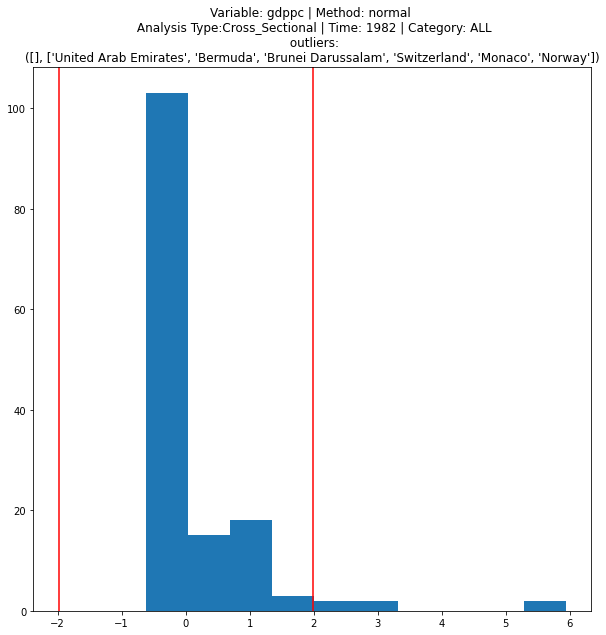 Variable: gdppc | Method: normal
Analysis Type:Cross_Sectional | Time: 1982 | Category: ALL
outliers:
([], ['United Arab Emirates', 'Bermuda', 'Brunei Darussalam', 'Switzerland', 'Monaco', 'Norway'])
100
80
60
40
20
0
−2 −1 0 1 2 3 4 5 6